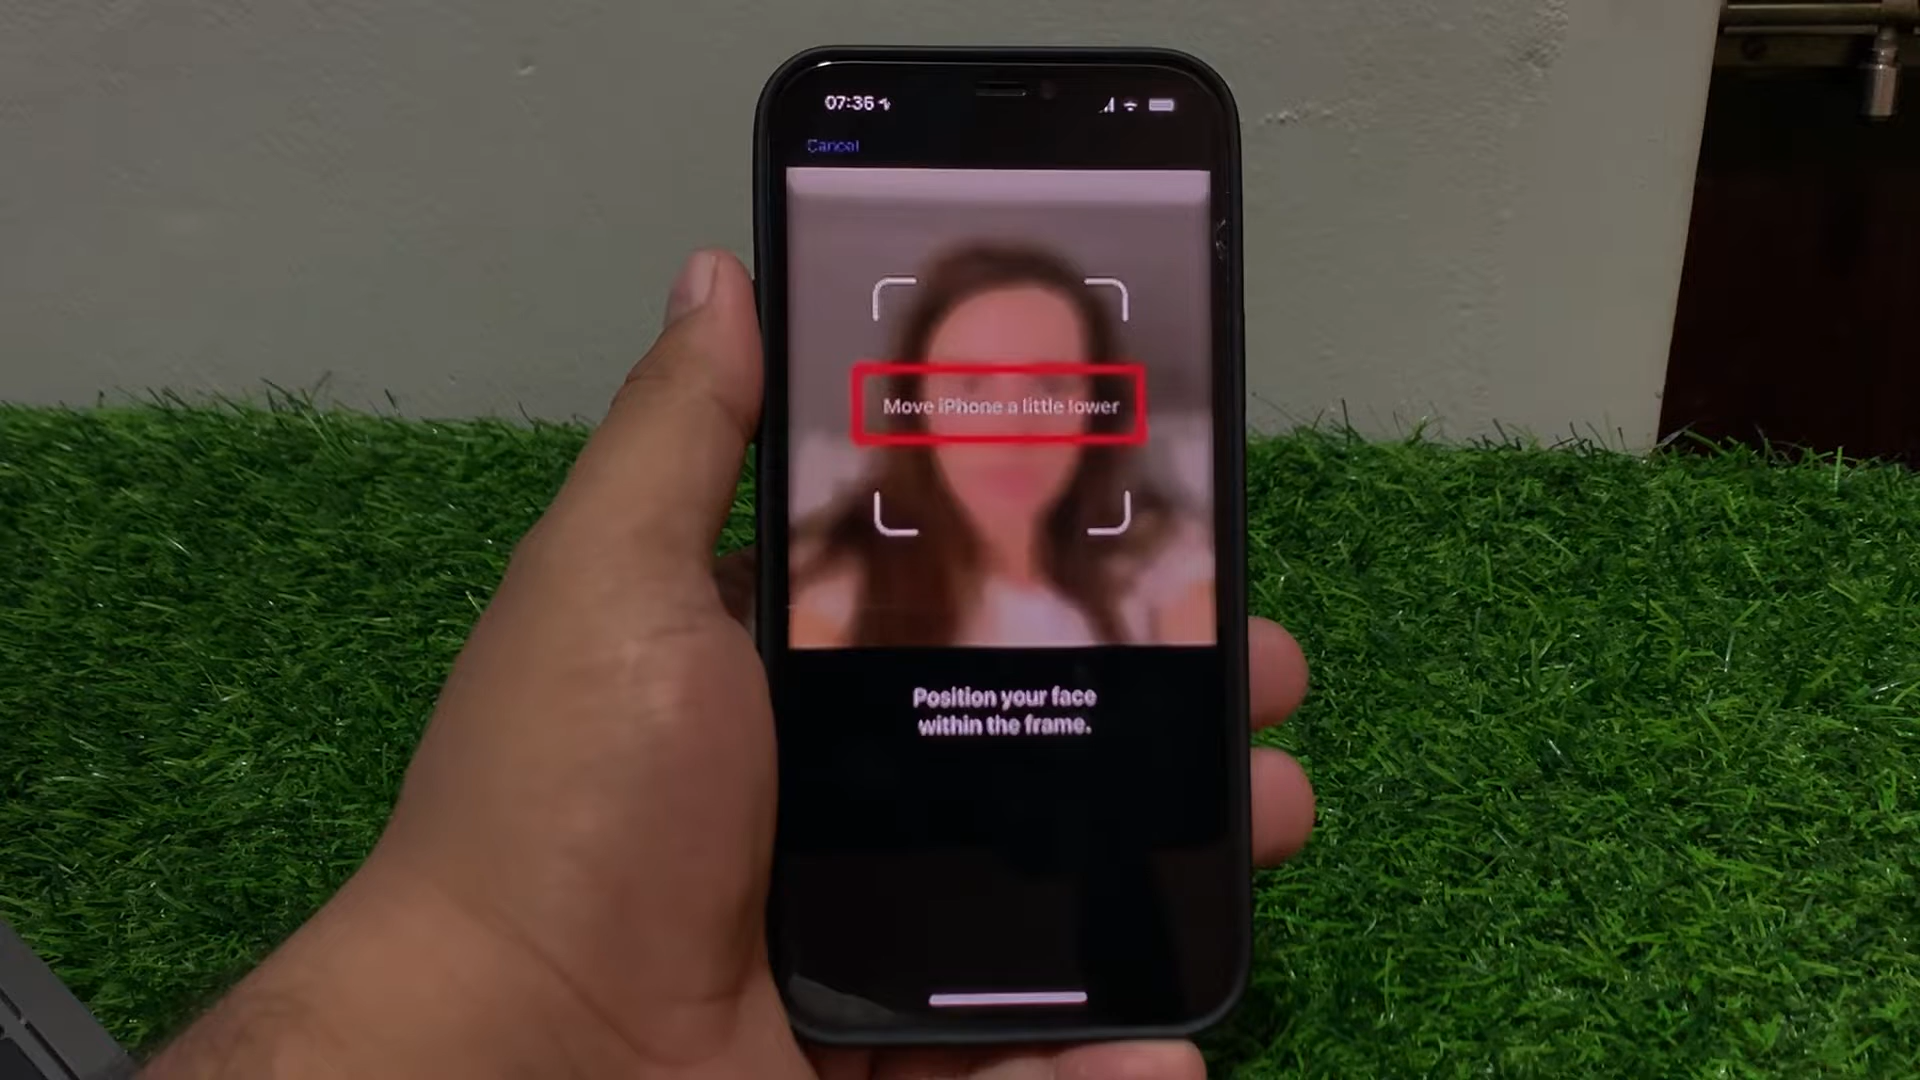 07:36
Cancel
Move iPhone a little lower
Position your face
within the frame.